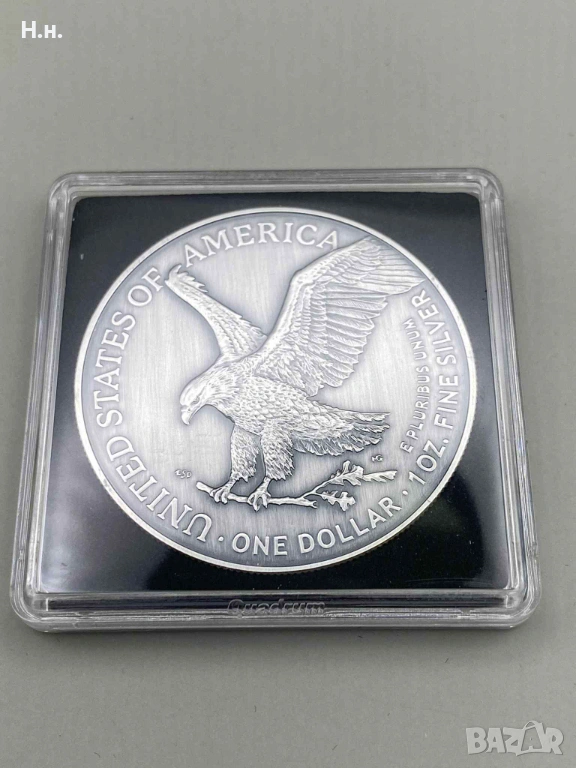 H.н.
UNITED STATES OF AMERICA
E PLURIBUS UNUM
1 OZ. FINE SILVER
· ONE DOLLAR ·
Quadrum
BAZAR